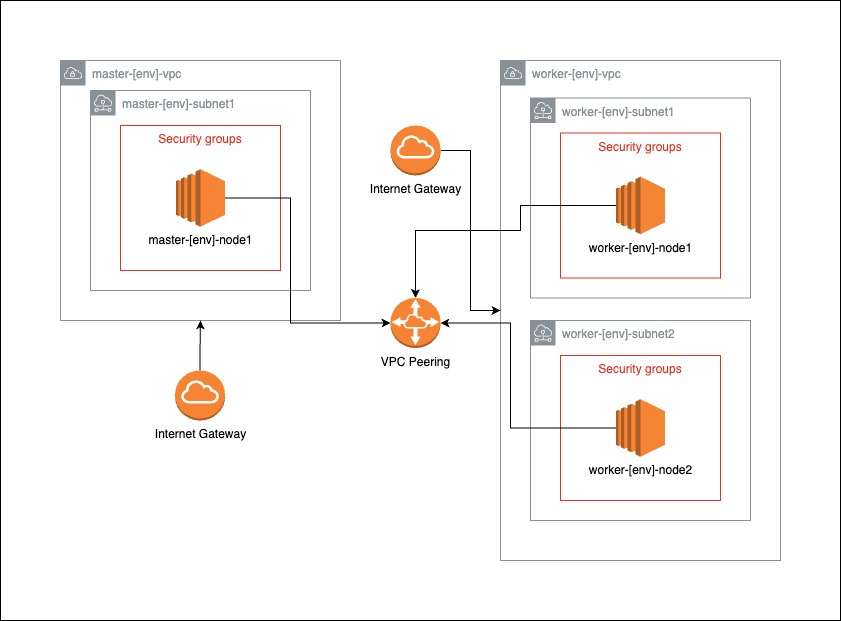 master-[env]-vpc
master-[env]-subnet1
Security groups
master-[env]-node1
Internet Gateway
Internet Gateway
VPC Peering
worker-[env]-vpc
worker-[env]-subnet1
Security groups
worker-[env]-node1
worker-[env]-subnet2
Security groups
worker-[env]-node2